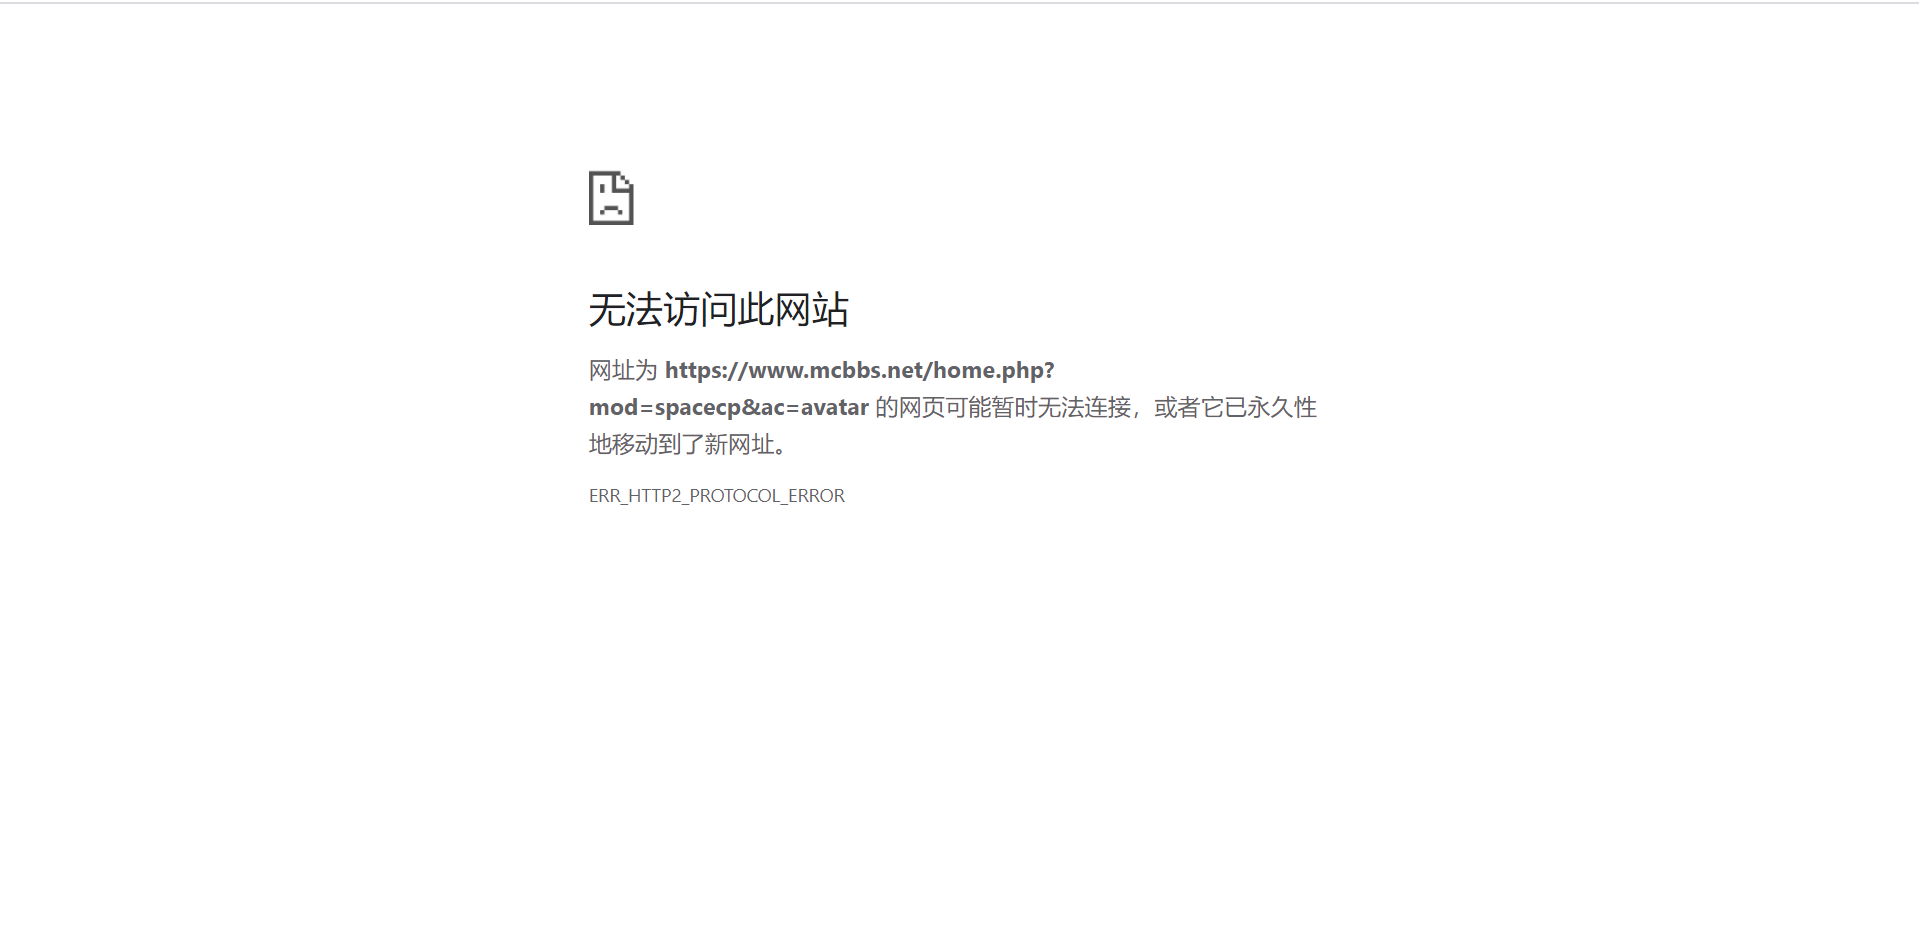 无法访问此网站
网址为 https://www.mcbbs.net/home.php?
mod=spacecp&ac=avatar 的网页可能暂时无法连接，或者它已永久性
地移动到了新网址。
ERR_HTTP2_PROTOCOL_ERROR